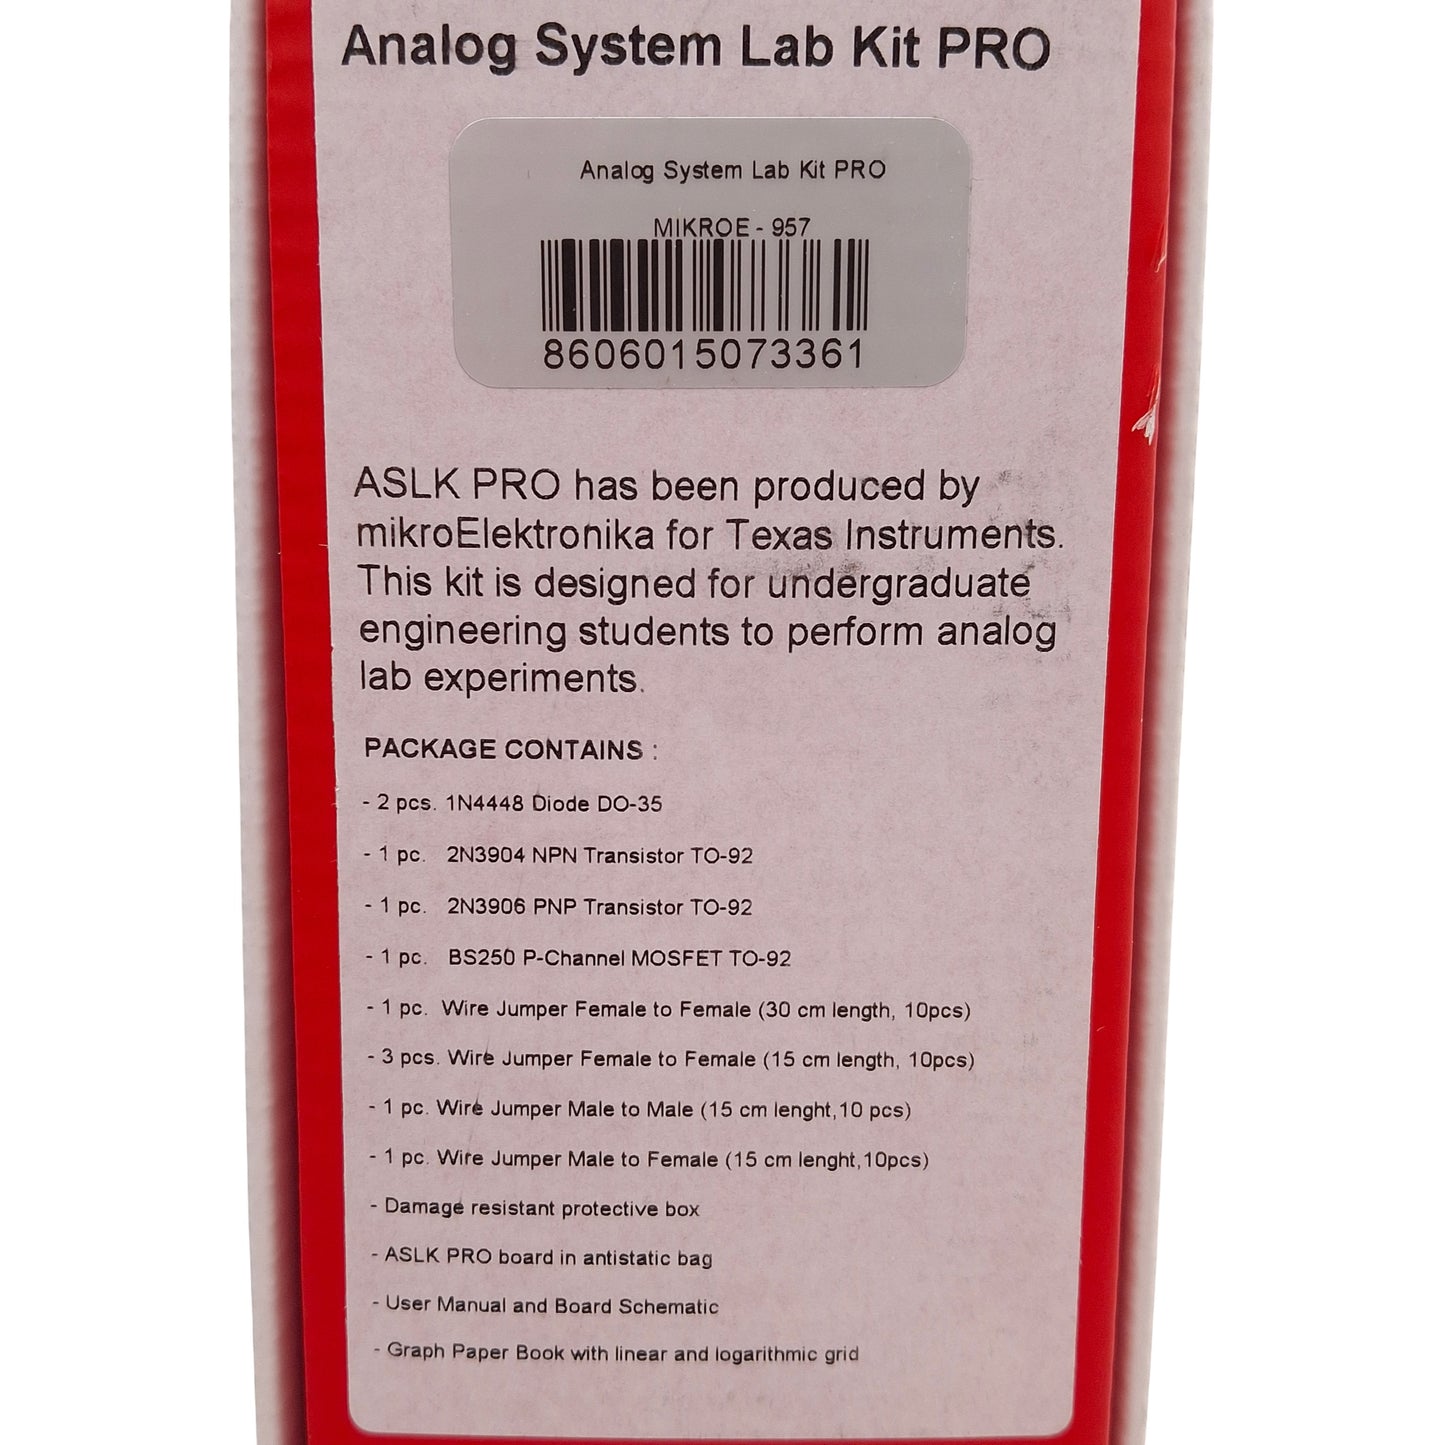 Analog System Lab Kit PRO
Analog System Lab Kit PRO
MIKROE - 957
8606015073361
ASLK PRO has been produced by
mikroElektronika for Texas Instruments.
This kit is designed for undergraduate
engineering students to perform analog
lab experiments.
PACKAGE CONTAINS :
- 2 pcs. 1N4448 Diode DO-35
- 1 pc. 2N3904 NPN Transistor TO-92
- 1 pc. 2N3906 PNP Transistor TO-92
- 1 pc. BS250 P-Channel MOSFET TO-92
- 1 pc. Wire Jumper Female to Female (30 cm length, 10pcs)
- 3 pcs. Wire Jumper Female to Female (15 cm length, 10pcs)
- 1 pc. Wire Jumper Male to Male (15 cm lenght,10 pcs)
- 1 pc. Wire Jumper Male to Female (15 cm lenght,10pcs)
- Damage resistant protective box
- ASLK PRO board in antistatic bag
- User Manual and Board Schematic
- Graph Paper Book with linear and logarithmic grid